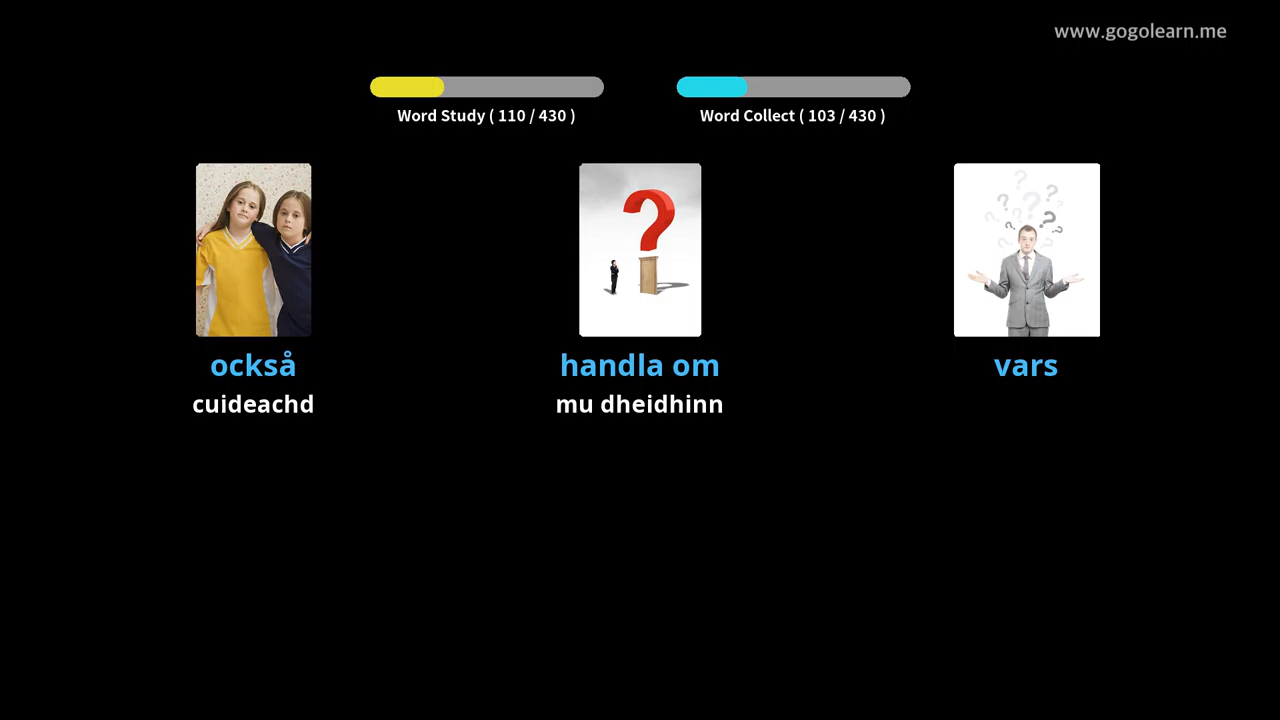 www.gogolearn.me
Word Study ( 110 / 430 )
Word Collect ( 103 / 430 )
också
handla om
vars
cuideachd
mu dheidhinn